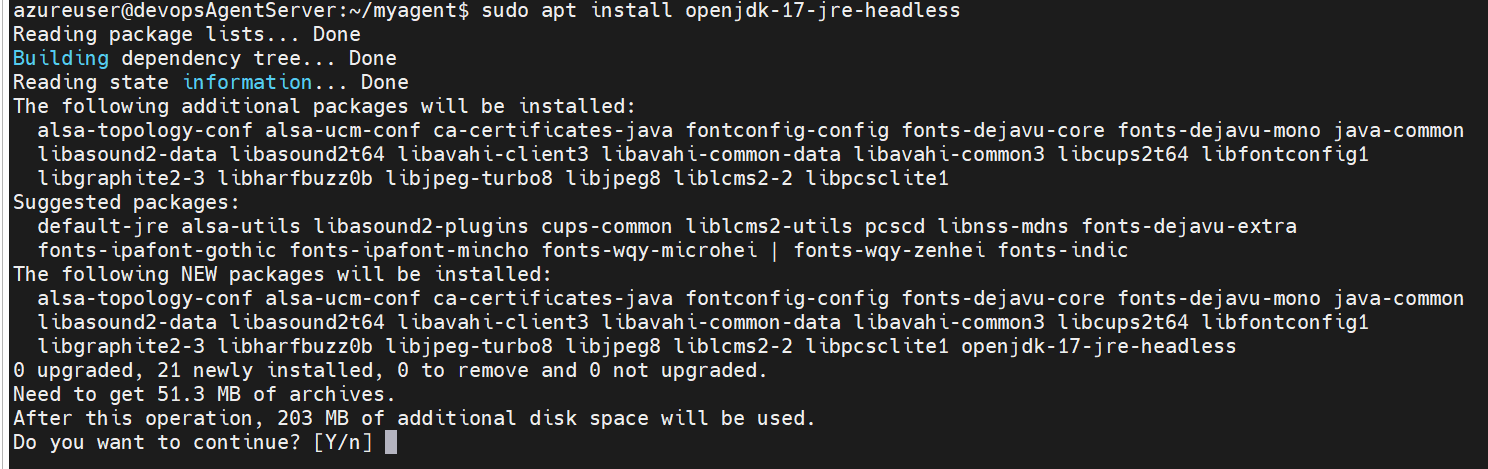 azureuser@devopsAgentServer:~/myagent$ sudo apt install openjdk-17-jre-headless
Reading package lists... Done
Building dependency tree... Done
Reading state information... Done
The following additional packages will be installed:
  alsa-topology-conf alsa-ucm-conf ca-certificates-java fontconfig-config fonts-dejavu-core fonts-dejavu-mono java-common
  libasound2-data libasound2t64 libavahi-client3 libavahi-common-data libavahi-common3 libcups2t64 libfontconfig1
  libgraphite2-3 libharfbuzz0b libjpeg-turbo8 libjpeg8 liblcms2-2 libpcsclite1
Suggested packages:
  default-jre alsa-utils libasound2-plugins cups-common liblcms2-utils pcscd libnss-mdns fonts-dejavu-extra
  fonts-ipafont-gothic fonts-ipafont-mincho fonts-wqy-microhei | fonts-wqy-zenhei fonts-indic
The following NEW packages will be installed:
  alsa-topology-conf alsa-ucm-conf ca-certificates-java fontconfig-config fonts-dejavu-core fonts-dejavu-mono java-common
  libasound2-data libasound2t64 libavahi-client3 libavahi-common-data libavahi-common3 libcups2t64 libfontconfig1
  libgraphite2-3 libharfbuzz0b libjpeg-turbo8 libjpeg8 liblcms2-2 libpcsclite1 openjdk-17-jre-headless
0 upgraded, 21 newly installed, 0 to remove and 0 not upgraded.
Need to get 51.3 MB of archives.
After this operation, 203 MB of additional disk space will be used.
Do you want to continue? [Y/n]